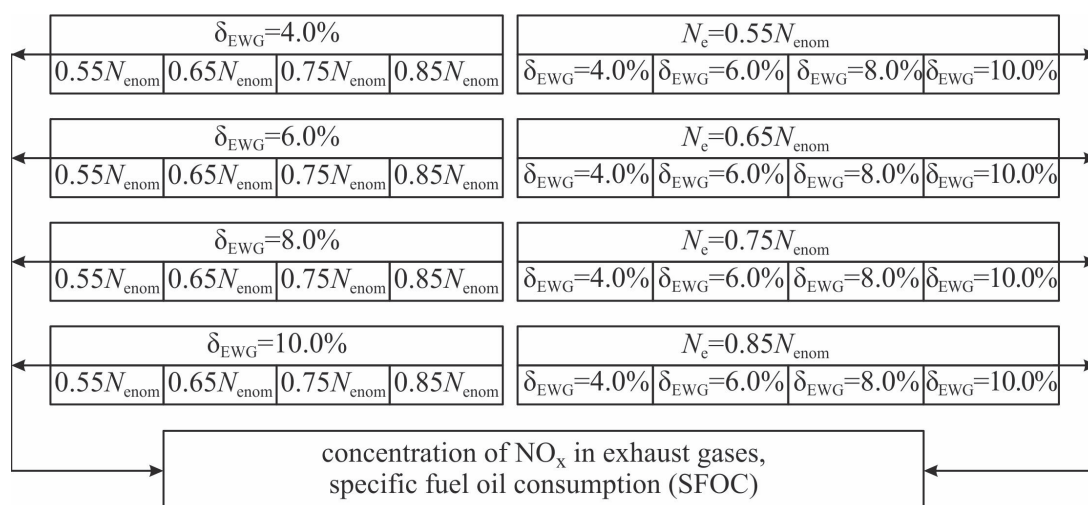 δEWG=4.0%
0.55Nenom 0.65Nenom 0.75Nenom 0.85Nenom
Ne=0.55Nenom
δEWG=4.0% δEWG=6.0% δEWG=8.0% δEWG=10.0%
δEWG=6.0%
0.55Nenom 0.65Nenom 0.75Nenom 0.85Nenom
Ne=0.65Nenom
δEWG=4.0% δEWG=6.0% δEWG=8.0% δEWG=10.0%
δEWG=8.0%
0.55Nenom 0.65Nenom 0.75Nenom 0.85Nenom
Ne=0.75Nenom
δEWG=4.0% δEWG=6.0% δEWG=8.0% δEWG=10.0%
δEWG=10.0%
0.55Nenom 0.65Nenom 0.75Nenom 0.85Nenom
Ne=0.85Nenom
δEWG=4.0% δEWG=6.0% δEWG=8.0% δEWG=10.0%
concentration of NOx in exhaust gases,
specific fuel oil consumption (SFOC)